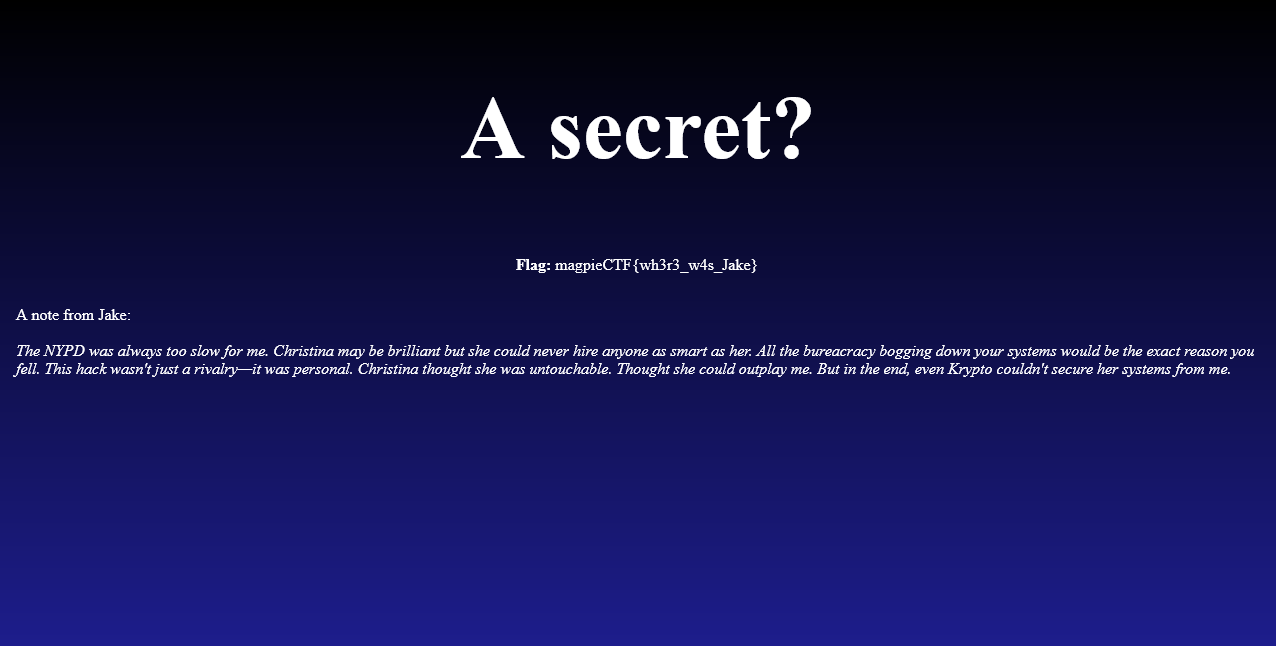 A secret?
Flag: magpieCTF{wh3r3_w4s_Jake}
A note from Jake:
The NYPD was always too slow for me. Christina may be brilliant but she could never hire anyone as smart as her. All the bureacracy bogging down your systems would be the exact reason you
fell. This hack wasn't just a rivalry—it was personal. Christina thought she was untouchable. Thought she could outplay me. But in the end, even Krypto couldn't secure her systems from me.